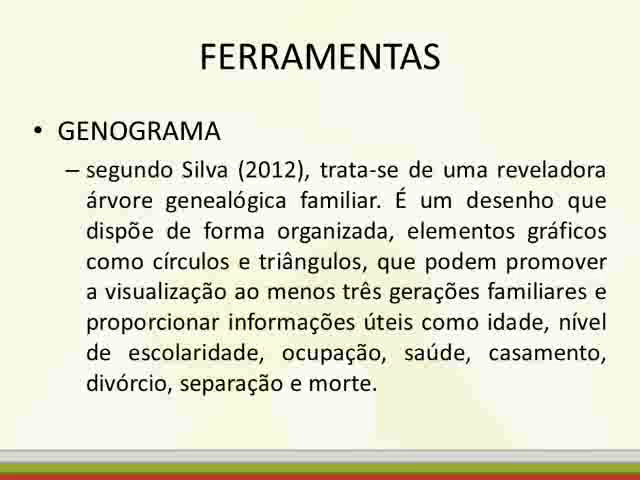 FERRAMENTAS
• GENOGRAMA
– segundo Silva (2012), trata-se de uma reveladora
árvore genealógica familiar. É um desenho que
dispõe de forma organizada, elementos gráficos
como círculos e triângulos, que podem promover
a visualização ao menos três gerações familiares e
proporcionar informações úteis como idade, nível
de escolaridade, ocupação, saúde, casamento,
divórcio, separação e morte.